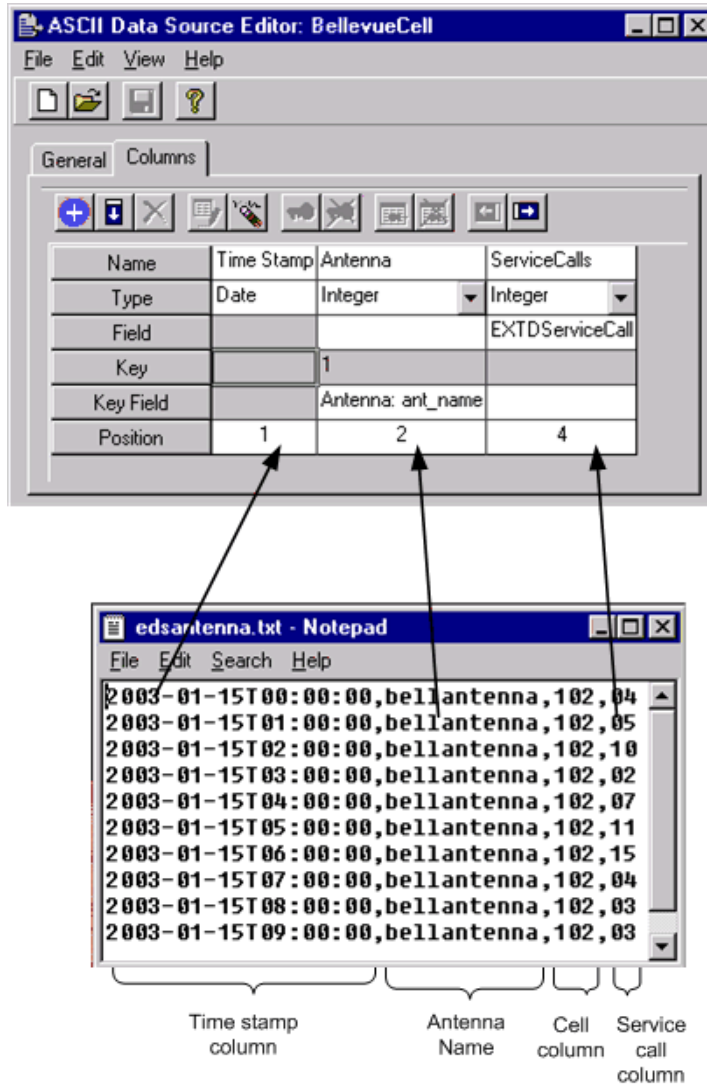 ASCII Data Source Editor: BellevueCell
File Edit View Help
General Columns
Name Time Stamp Antenna ServiceCalls
Type Date Integer Integer
Field EXTDServiceCall
Key 1
Key Field Antenna: ant_name
Position 1 2 4
edsantenna.txt - Notepad
File Edit Search Help
2003-01-15T00:00:00,bellantenna,102,04
2003-01-15T01:00:00,bellantenna,102,05
2003-01-15T02:00:00,bellantenna,102,10
2003-01-15T03:00:00,bellantenna,102,02
2003-01-15T04:00:00,bellantenna,102,07
2003-01-15T05:00:00,bellantenna,102,11
2003-01-15T06:00:00,bellantenna,102,15
2003-01-15T07:00:00,bellantenna,102,04
2003-01-15T08:00:00,bellantenna,102,03
2003-01-15T09:00:00,bellantenna,102,03
Time stamp column
Antenna Name
Cell column
Service call column